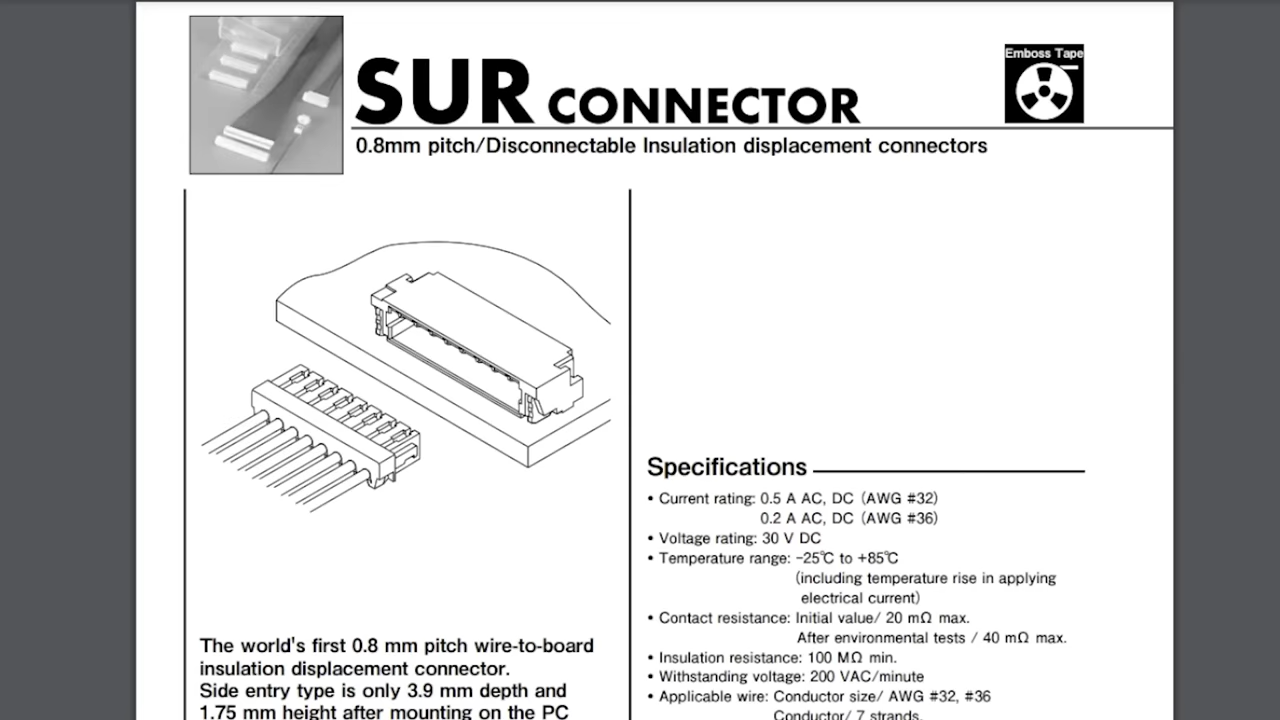 SUR CONNECTOR
Emboss Tape
0.8mm pitch/Disconnectable Insulation displacement connectors
The world's first 0.8 mm pitch wire-to-board
insulation displacement connector.
Side entry type is only 3.9 mm depth and
1.75 mm height after mounting on the PC
Specifications
• Current rating: 0.5 A AC, DC (AWG #32)
0.2 A AC, DC (AWG #36)
• Voltage rating: 30 V DC
• Temperature range: −25℃ to +85℃
(including temperature rise in applying
electrical current)
• Contact resistance: Initial value/ 20 mΩ max.
After environmental tests / 40 mΩ max.
• Insulation resistance: 100 MΩ min.
• Withstanding voltage: 200 VAC/minute
• Applicable wire: Conductor size/ AWG #32, #36
Conductor/ 7 strands,